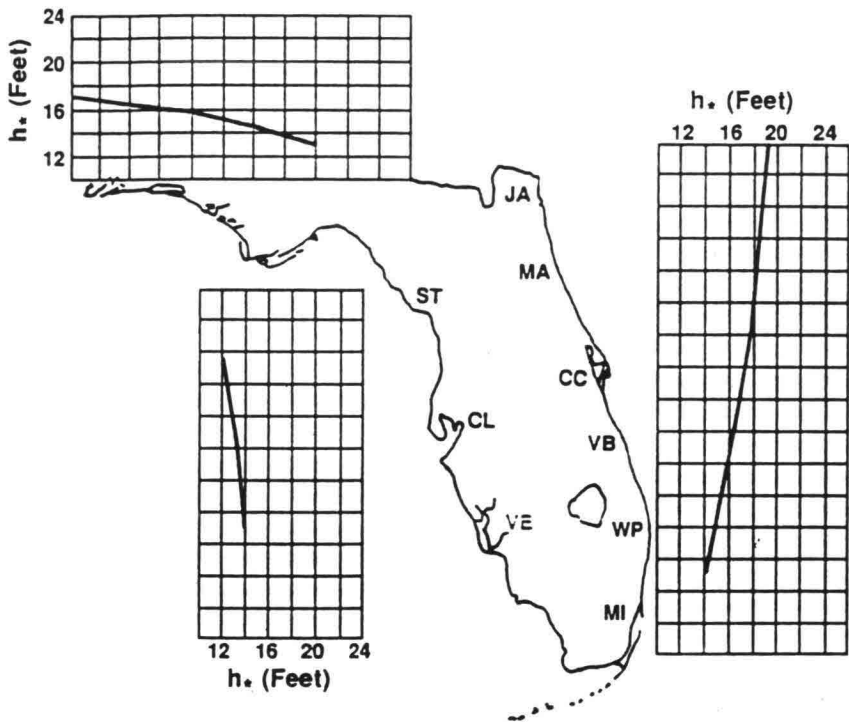 24
20
16
12
h⋆ (Feet)
h⋆ (Feet)
12 16 20 24
JA
MA
ST
CC
CL
VB
VE
WP
MI
12 16 20 24
h⋆ (Feet)